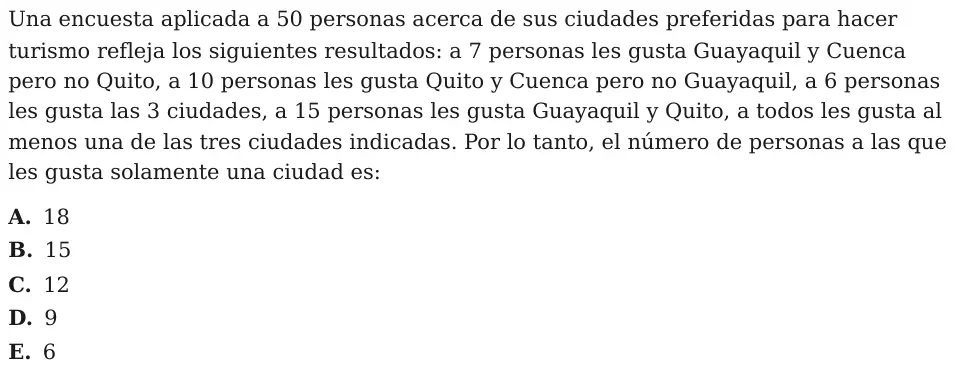 Una encuesta aplicada a 50 personas acerca de sus ciudades preferidas para hacer
turismo refleja los siguientes resultados: a 7 personas les gusta Guayaquil y Cuenca
pero no Quito, a 10 personas les gusta Quito y Cuenca pero no Guayaquil, a 6 personas
les gusta las 3 ciudades, a 15 personas les gusta Guayaquil y Quito, a todos les gusta al
menos una de las tres ciudades indicadas. Por lo tanto, el número de personas a las que
les gusta solamente una ciudad es:
A. 18
B. 15
C. 12
D. 9
E. 6